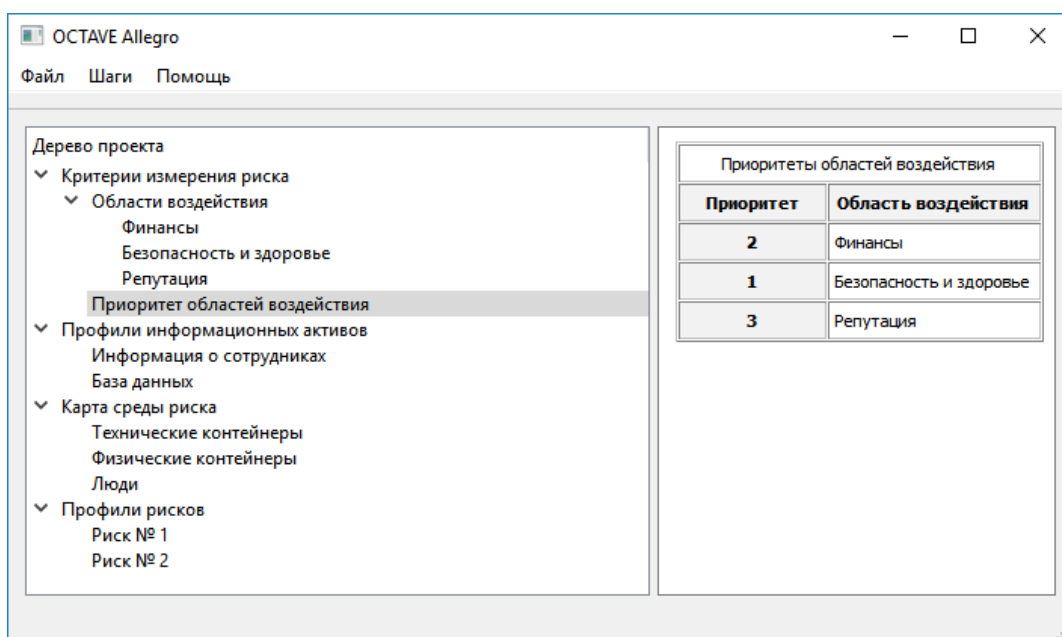 OCTAVE Allegro
Файл Шаги Помощь
Дерево проекта
Критерии измерения риска
Области воздействия
Финансы
Безопасность и здоровье
Репутация
Приоритет областей воздействия
Профили информационных активов
Информация о сотрудниках
База данных
Карта среды риска
Технические контейнеры
Физические контейнеры
Люди
Профили рисков
Риск № 1
Риск № 2
Приоритеты областей воздействия
Приоритет Область воздействия
2 Финансы
1 Безопасность и здоровье
3 Репутация